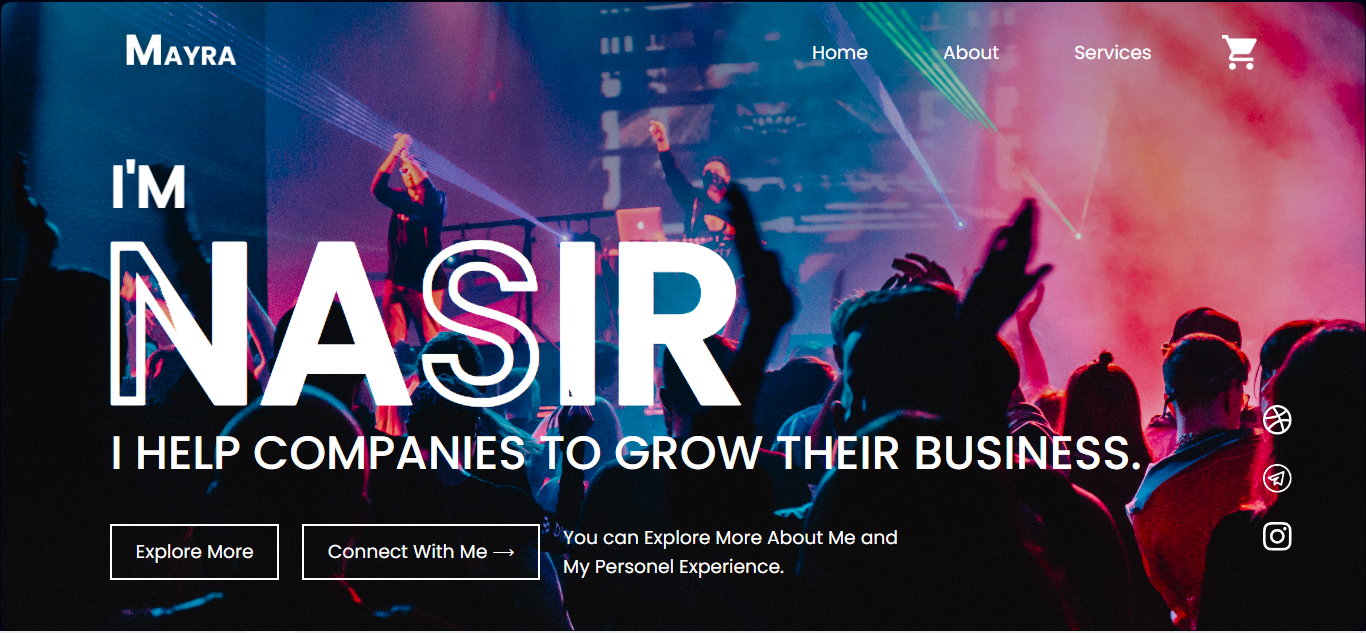 MAYRA
Home About Services
I'M
NASIR
I HELP COMPANIES TO GROW THEIR BUSINESS.
Explore More
Connect With Me ⟶
You can Explore More About Me and
My Personel Experience.